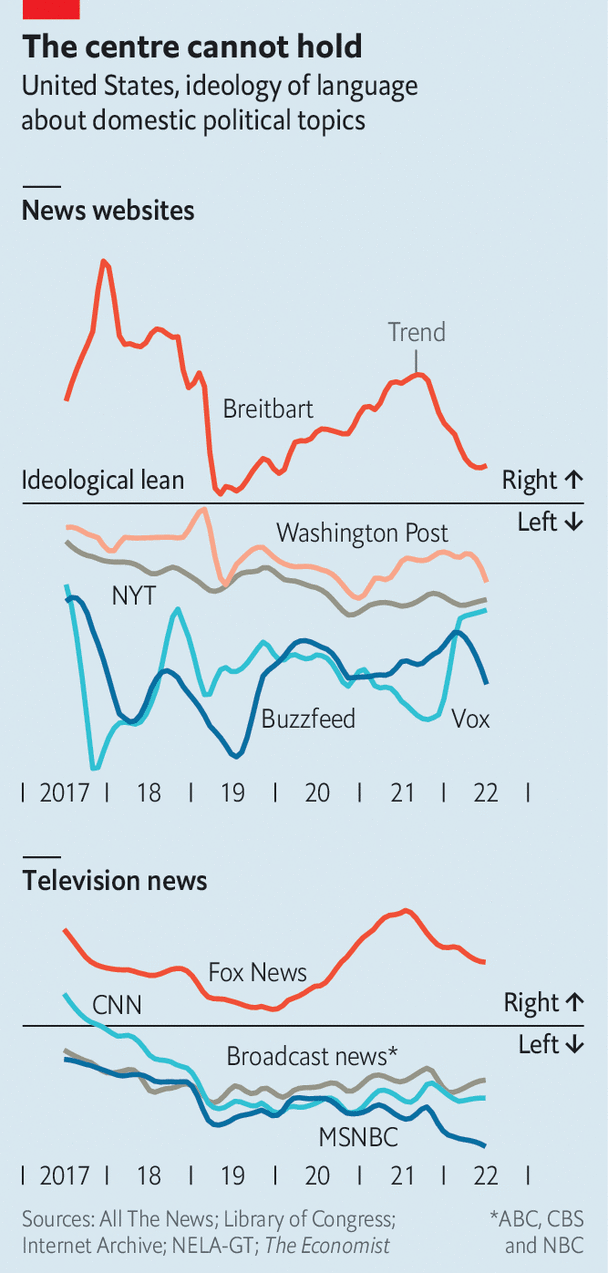 The centre cannot hold
United States, ideology of language
about domestic political topics
News websites
Trend
Breitbart
Ideological lean
Right ↑
Left ↓
Washington Post
NYT
Buzzfeed
Vox
2017 18 19 20 21 22
Television news
Fox News
CNN
Right ↑
Left ↓
Broadcast news*
MSNBC
2017 18 19 20 21 22
Sources: All The News; Library of Congress;
Internet Archive; NELA-GT; The Economist
*ABC, CBS
and NBC